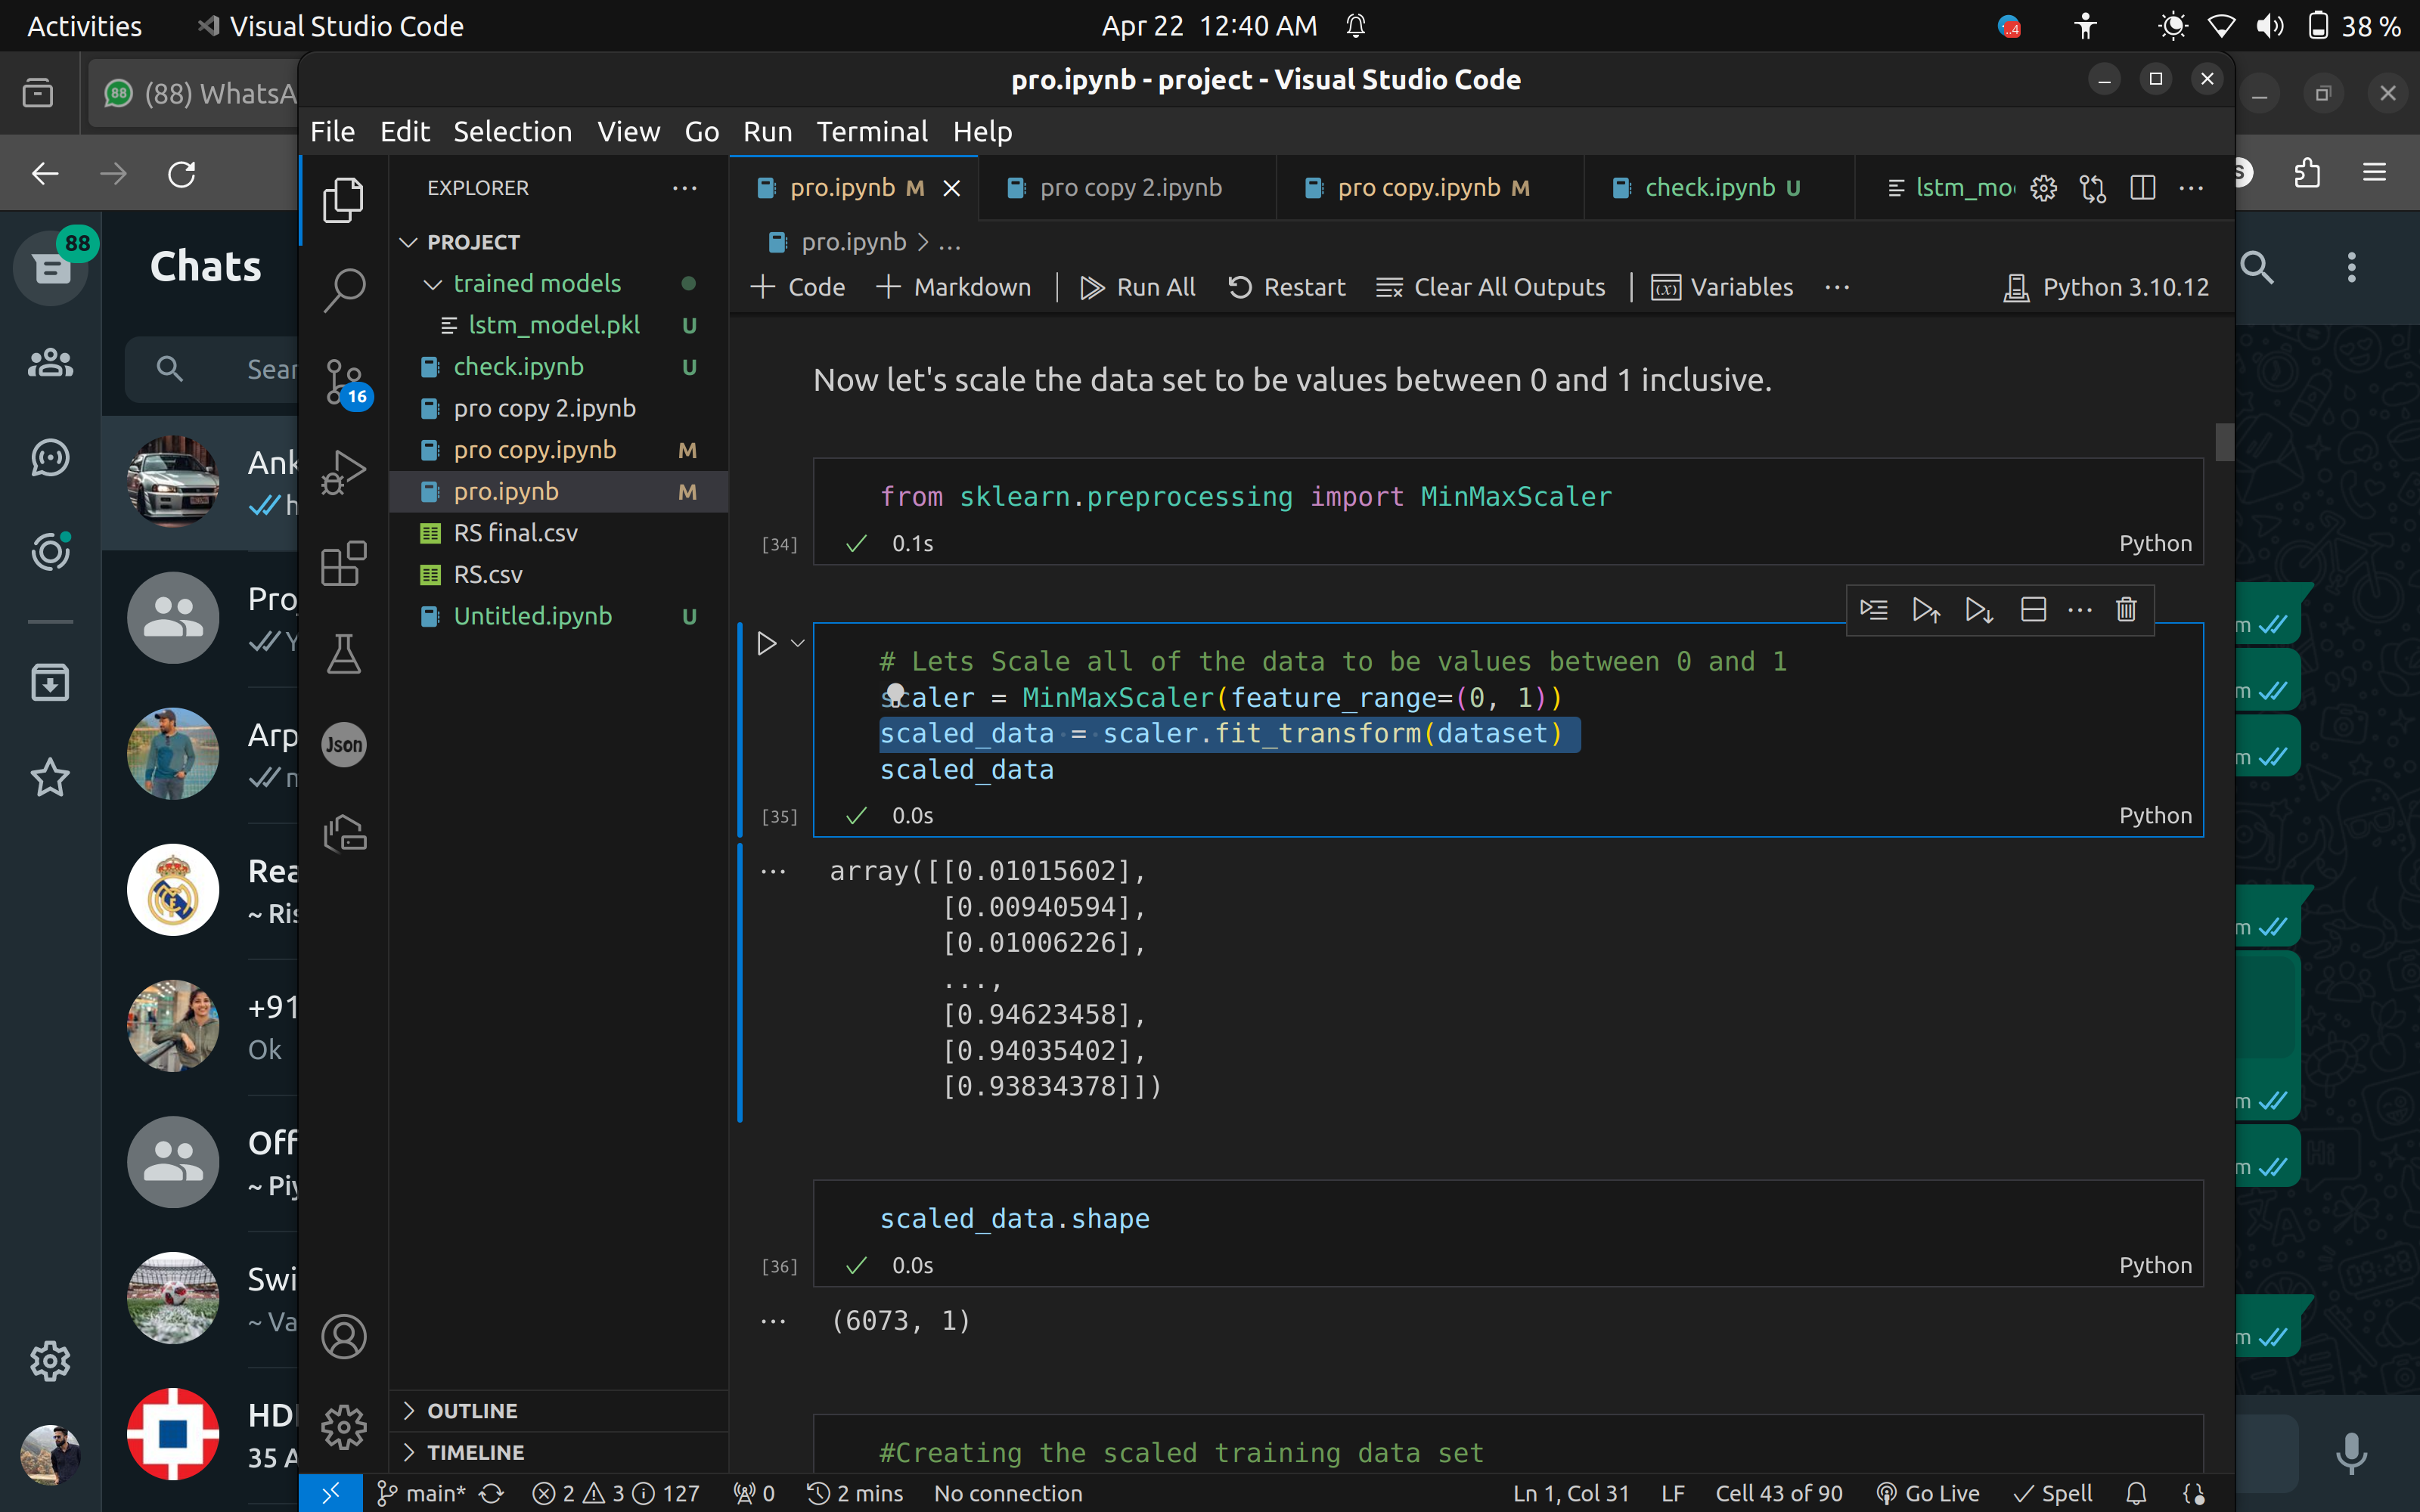 Activities
Visual Studio Code
Apr 22 12:40 AM
38 %
(88) WhatsA
pro.ipynb - project - Visual Studio Code
File Edit Selection View Go Run Terminal Help
88
Chats
Sear
Ank
Pro
Arp
Rea
~ Ris
+91
Ok
Off
~ Piy
Swi
~ Va
HDI
35 A
16
Json
EXPLORER
PROJECT
trained models
lstm_model.pkl U
check.ipynb U
pro copy 2.ipynb
pro copy.ipynb M
pro.ipynb M
RS final.csv
RS.csv
Untitled.ipynb U
OUTLINE
TIMELINE
pro.ipynb M
pro copy 2.ipynb
pro copy.ipynb M
check.ipynb U
lstm_mo
pro.ipynb > ...
+ Code + Markdown Run All Restart Clear All Outputs Variables ... Python 3.10.12
Now let's scale the data set to be values between 0 and 1 inclusive.
from sklearn.preprocessing import MinMaxScaler
[34] 0.1s Python
# Lets Scale all of the data to be values between 0 and 1
scaler = MinMaxScaler(feature_range=(0, 1))
scaled_data = scaler.fit_transform(dataset)
scaled_data
[35] 0.0s Python
array([[0.01015602],
[0.00940594],
[0.01006226],
...,
[0.94623458],
[0.94035402],
[0.93834378]])
scaled_data.shape
[36] 0.0s Python
(6073, 1)
#Creating the scaled training data set
main* 2 3 127 0 2 mins No connection Ln 1, Col 31 LF Cell 43 of 90 Go Live Spell